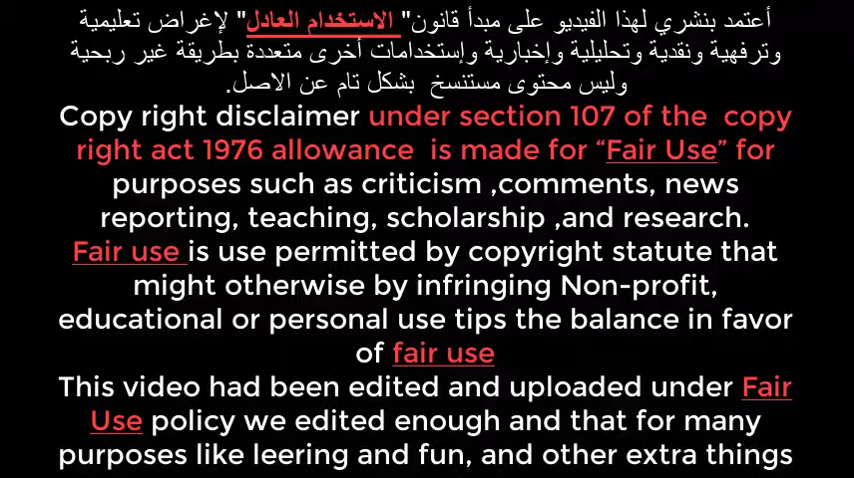 أعتمد بنشري لهذا الفيديو على مبدأ قانون" الاستخدام العادل" لإغراض تعليمية
وترفهية ونقدية وتحليلية وإخبارية وإستخدامات أخرى متعددة بطريقة غير ربحية
وليس محتوى مستنسخ بشكل تام عن الاصل.
Copy right disclaimer under section 107 of the copy
right act 1976 allowance is made for “Fair Use” for
purposes such as criticism ,comments, news
reporting, teaching, scholarship ,and research.
Fair use is use permitted by copyright statute that
might otherwise by infringing Non-profit,
educational or personal use tips the balance in favor
of fair use
This video had been edited and uploaded under Fair
Use policy we edited enough and that for many
purposes like leering and fun, and other extra things